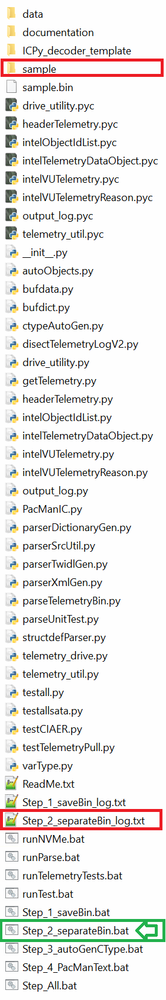 data
documentation
ICPy_decoder_template
sample
sample.bin
drive_utility.pyc
headerTelemetry.pyc
intelObjectIdList.pyc
intelTelemetryDataObject.pyc
intelVUTelemetry.pyc
intelVUTelemetryReason.pyc
output_log.pyc
telemetry_util.pyc
__init__.py
autoObjects.py
bufdata.py
bufdict.py
ctypeAutoGen.py
disectTelemetryLogV2.py
drive_utility.py
getTelemetry.py
headerTelemetry.py
intelObjectIdList.py
intelTelemetryDataObject.py
intelVUTelemetry.py
intelVUTelemetryReason.py
output_log.py
PacManIC.py
parserDictionaryGen.py
parserSrcUtil.py
parserTwidlGen.py
parserXmlGen.py
parseTelemetryBin.py
parseUnitTest.py
structdefParser.py
telemetry_drive.py
telemetry_util.py
testall.py
testallsata.py
testCIAER.py
testTelemetryPull.py
varType.py
ReadMe.txt
Step_1_saveBin_log.txt
Step_2_separateBin_log.txt
runNVMe.bat
runParse.bat
runTelemetryTests.bat
runTest.bat
Step_1_saveBin.bat
Step_2_separateBin.bat
Step_3_autoGenCType.bat
Step_4_PacManText.bat
Step_All.bat